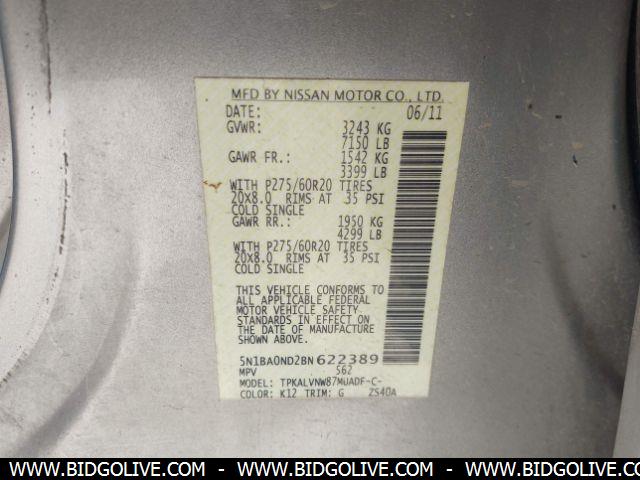 MFD BY NISSAN MOTOR CO., LTD.
DATE: 06/11
GVWR: 3243 KG
7150 LB
GAWR FR.: 1542 KG
3399 LB
WITH P275/60R20 TIRES
20X8.0 RIMS AT 35 PSI
COLD SINGLE
GAWR RR.: 1950 KG
4299 LB
WITH P275/60R20 TIRES
20X8.0 RIMS AT 35 PSI
COLD SINGLE
THIS VEHICLE CONFORMS TO
ALL APPLICABLE FEDERAL
MOTOR VEHICLE SAFETY
STANDARDS IN EFFECT ON
THE DATE OF MANUFACTURE
SHOWN ABOVE.
5N1BA0ND2BN622389
MPV S62
MODEL: TPKALVNW87MUADF-C-
COLOR: K12 TRIM: G ZS40A
WWW.BIDGOLIVE.COM - WWW.BIDGOLIVE.COM - WWW.BIDGOLIVE.COM